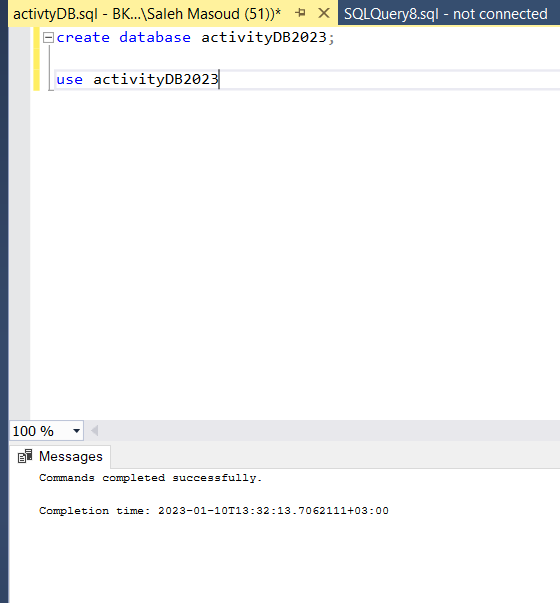 activtyDB.sql - BK...\Saleh Masoud (51))* SQLQuery8.sql - not connected
create database activityDB2023;
use activityDB2023
100 %
Messages
Commands completed successfully.
Completion time: 2023-01-10T13:32:13.7062111+03:00